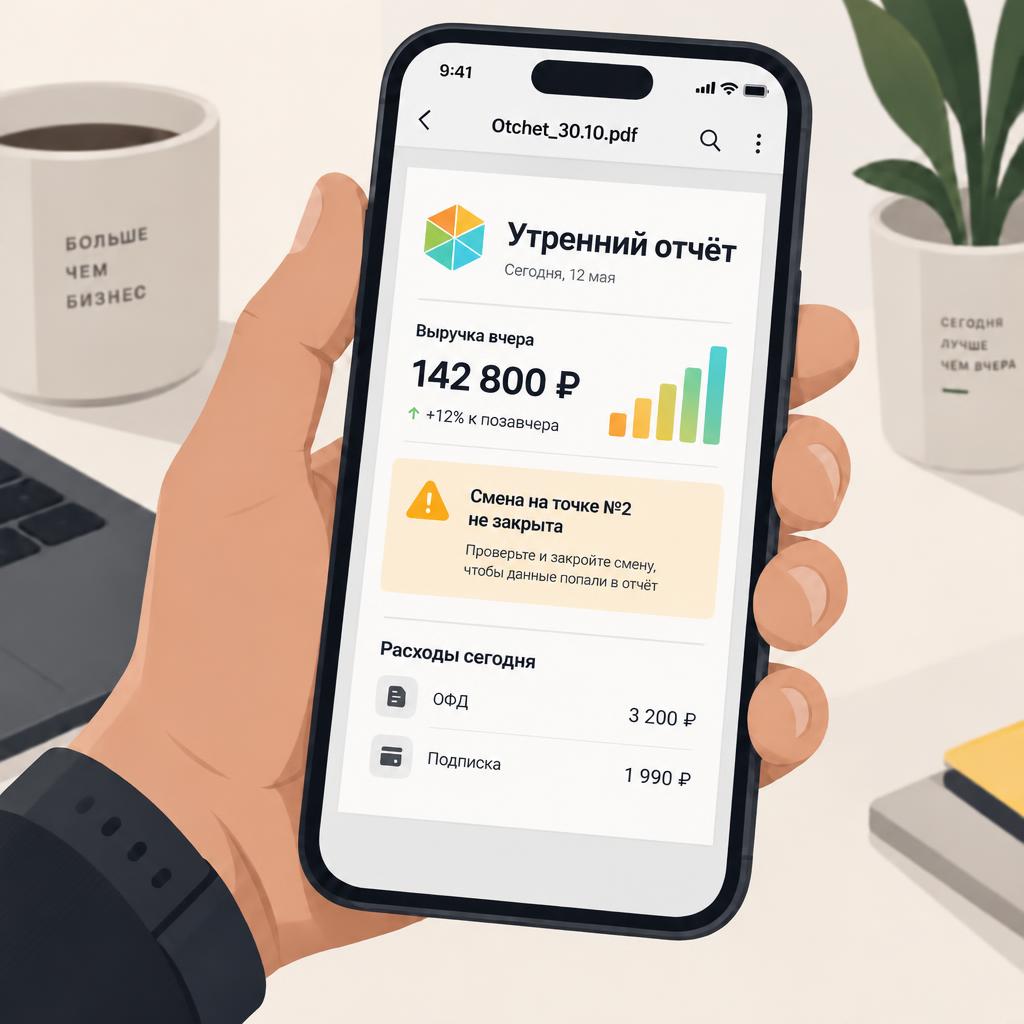 9:41
Otchet_30.10.pdf
Утренний отчёт
Сегодня, 12 мая
Выручка вчера
142 800 ₽
+12% к позавчера
Смена на точке №2
не закрыта
Проверьте и закройте смену,
чтобы данные попали в отчёт
Расходы сегодня
ОФД
3 200 ₽
Подписка
1 990 ₽
БОЛЬШЕ
ЧЕМ
БИЗНЕС
СЕГОДНЯ
ЛУЧШЕ
ЧЕМ ВЧЕРА